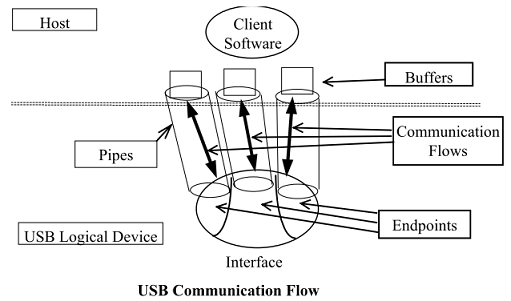 Host
Client
Software
Buffers
Communication
Flows
Pipes
Endpoints
USB Logical Device
Interface
USB Communication Flow